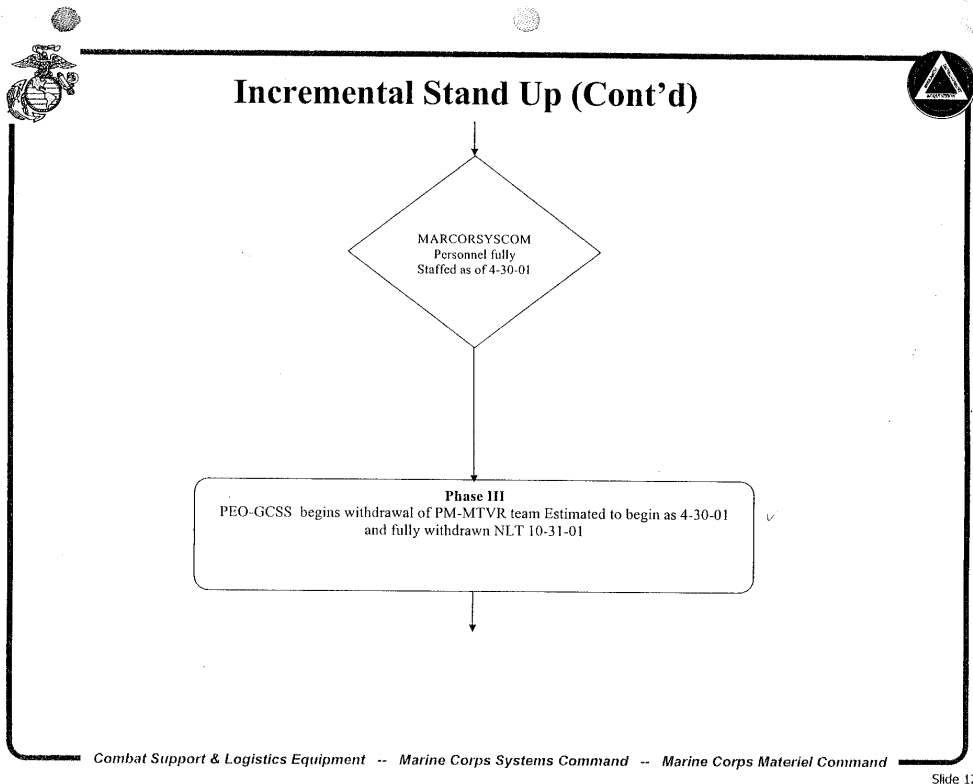 Incremental Stand Up (Cont'd)
MARCORSYSCOM
Personnel fully
Staffed as of 4-30-01
Phase III
PEO-GCSS begins withdrawal of PM-MTVR team Estimated to begin as 4-30-01
and fully withdrawn NLT 10-31-01
Combat Support & Logistics Equipment -- Marine Corps Systems Command -- Marine Corps Materiel Command
Slide